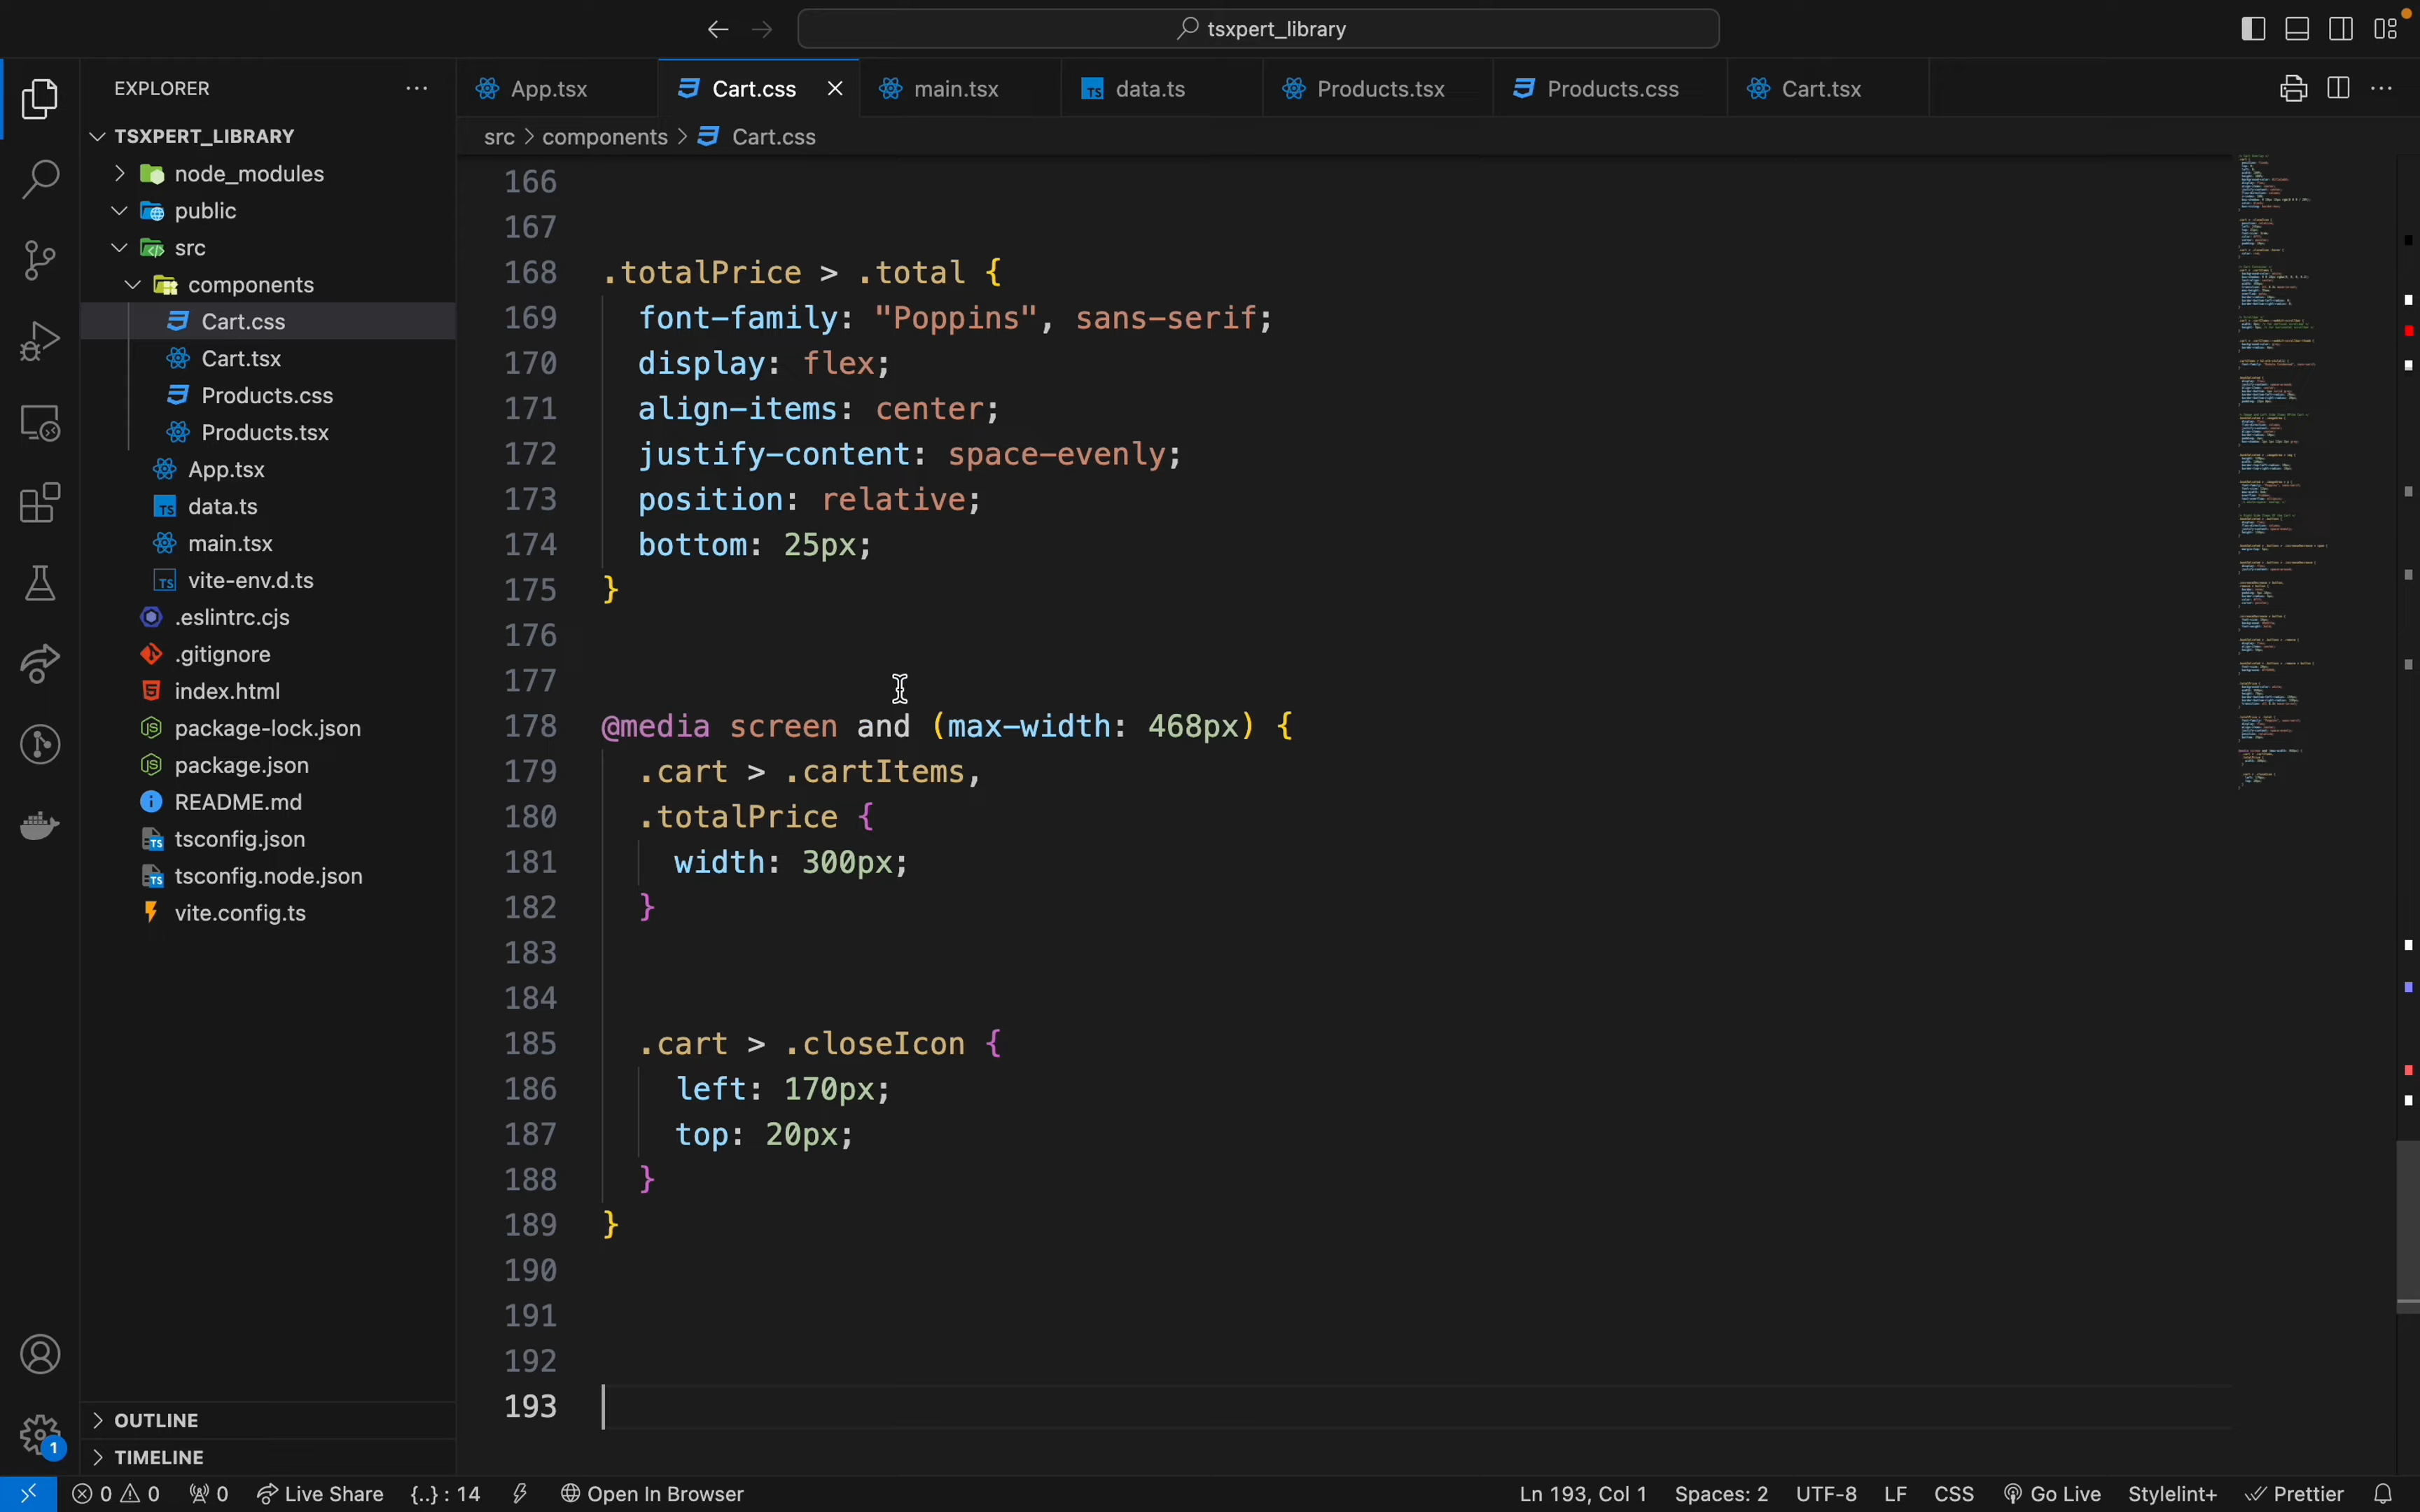 tsxpert_library
EXPLORER
App.tsx
Cart.css
main.tsx
data.ts
Products.tsx
Products.css
Cart.tsx
src > components > Cart.css
TSXPERT_LIBRARY
node_modules
public
src
components
Cart.css
Cart.tsx
Products.css
Products.tsx
App.tsx
TS data.ts
main.tsx
TS vite-env.d.ts
.eslintrc.cjs
.gitignore
index.html
package-lock.json
package.json
README.md
tsconfig.json
tsconfig.node.json
vite.config.ts
OUTLINE
TIMELINE
166
167
168 .totalPrice > .total {
169 font-family: "Poppins", sans-serif;
170 display: flex;
171 align-items: center;
172 justify-content: space-evenly;
173 position: relative;
174 bottom: 25px;
175 }
176
177
178 @media screen and (max-width: 468px) {
179 .cart > .cartItems,
180 .totalPrice {
181 width: 300px;
182 }
183
184
185 .cart > .closeIcon {
186 left: 170px;
187 top: 20px;
188 }
189 }
190
191
192
193
1
0 0 0 Live Share {..} : 14 Open In Browser Ln 193, Col 1 Spaces: 2 UTF-8 LF CSS Go Live Stylelint+ Prettier